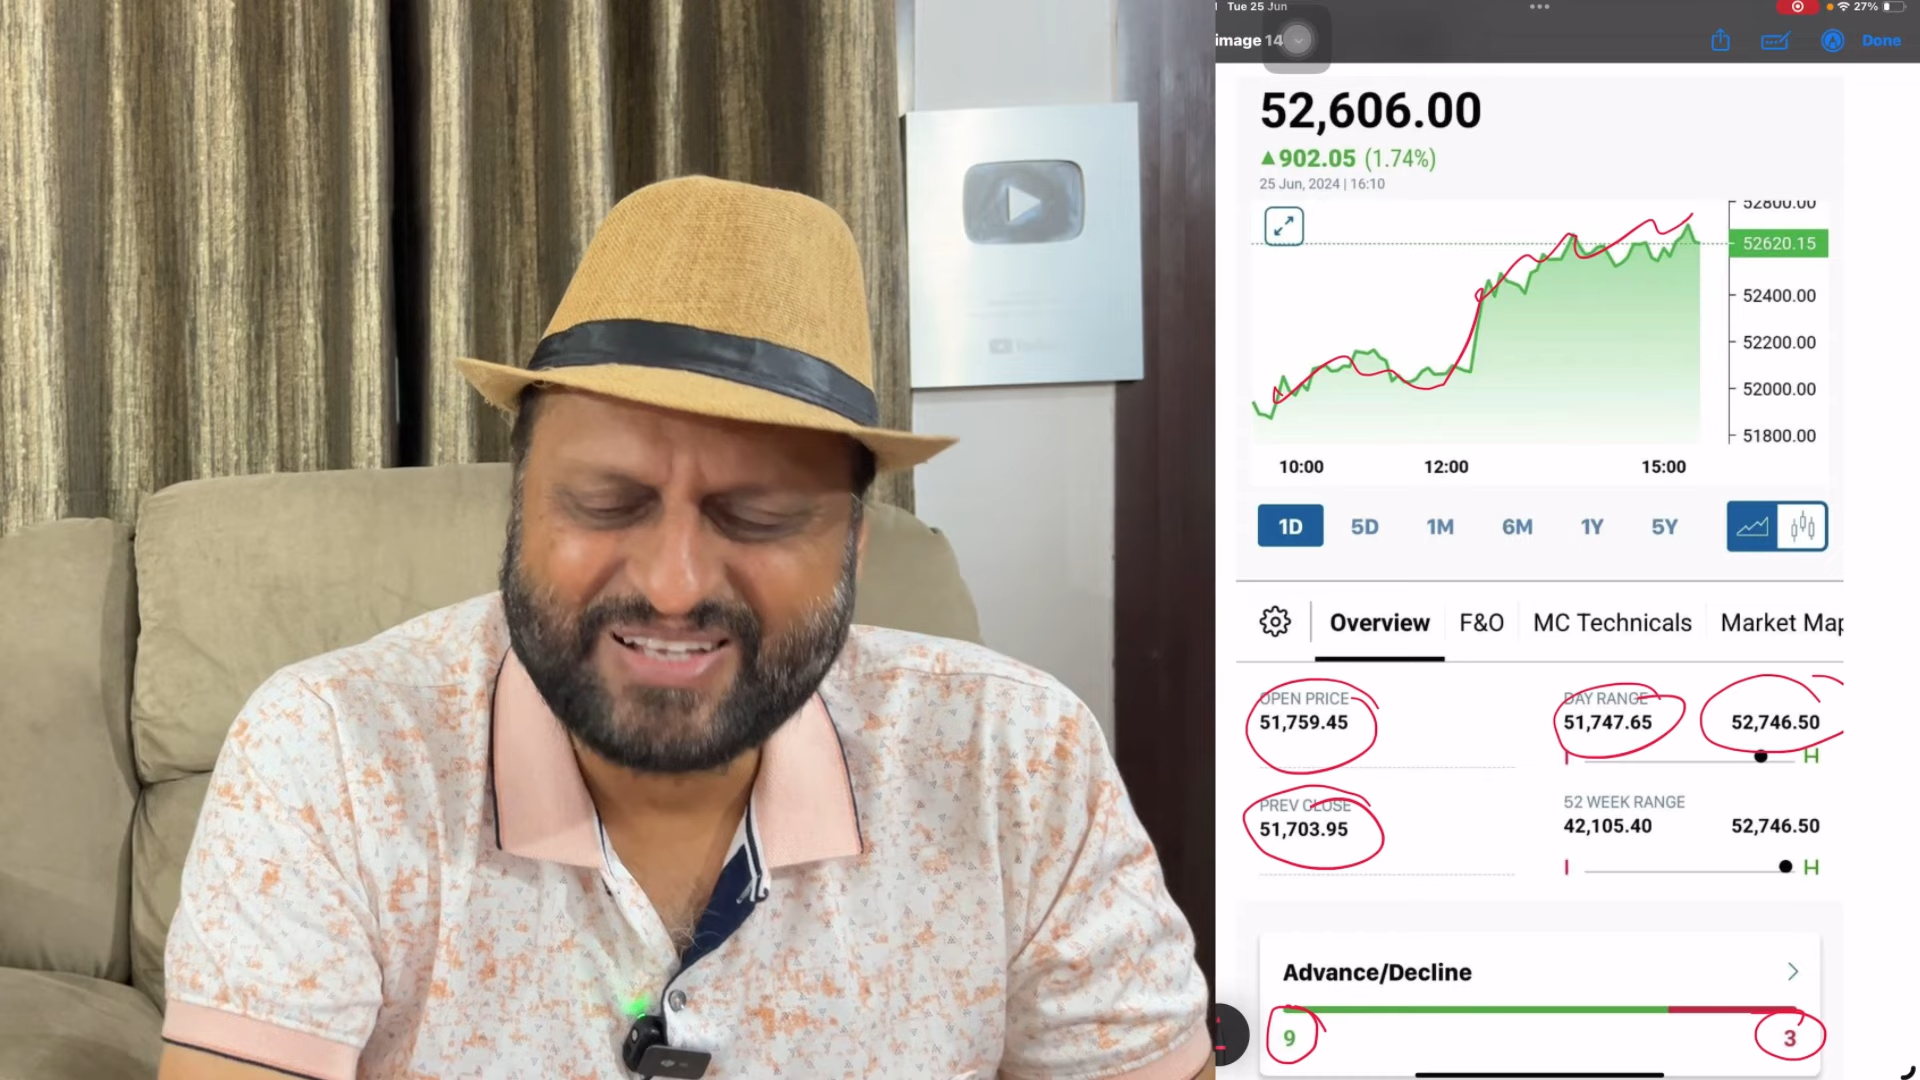 Tue 25 Jun
27%
image 14
Done
52,606.00
▲902.05 (1.74%)
25 Jun, 2024 | 16:10
52800.00
52620.15
52400.00
52200.00
52000.00
51800.00
10:00 12:00 15:00
1D 5D 1M 6M 1Y 5Y
Overview F&O MC Technicals Market Map
OPEN PRICE
51,759.45
DAY RANGE
51,747.65 52,746.50
H
PREV CLOSE
51,703.95
52 WEEK RANGE
42,105.40 52,746.50
H
Advance/Decline
9 3